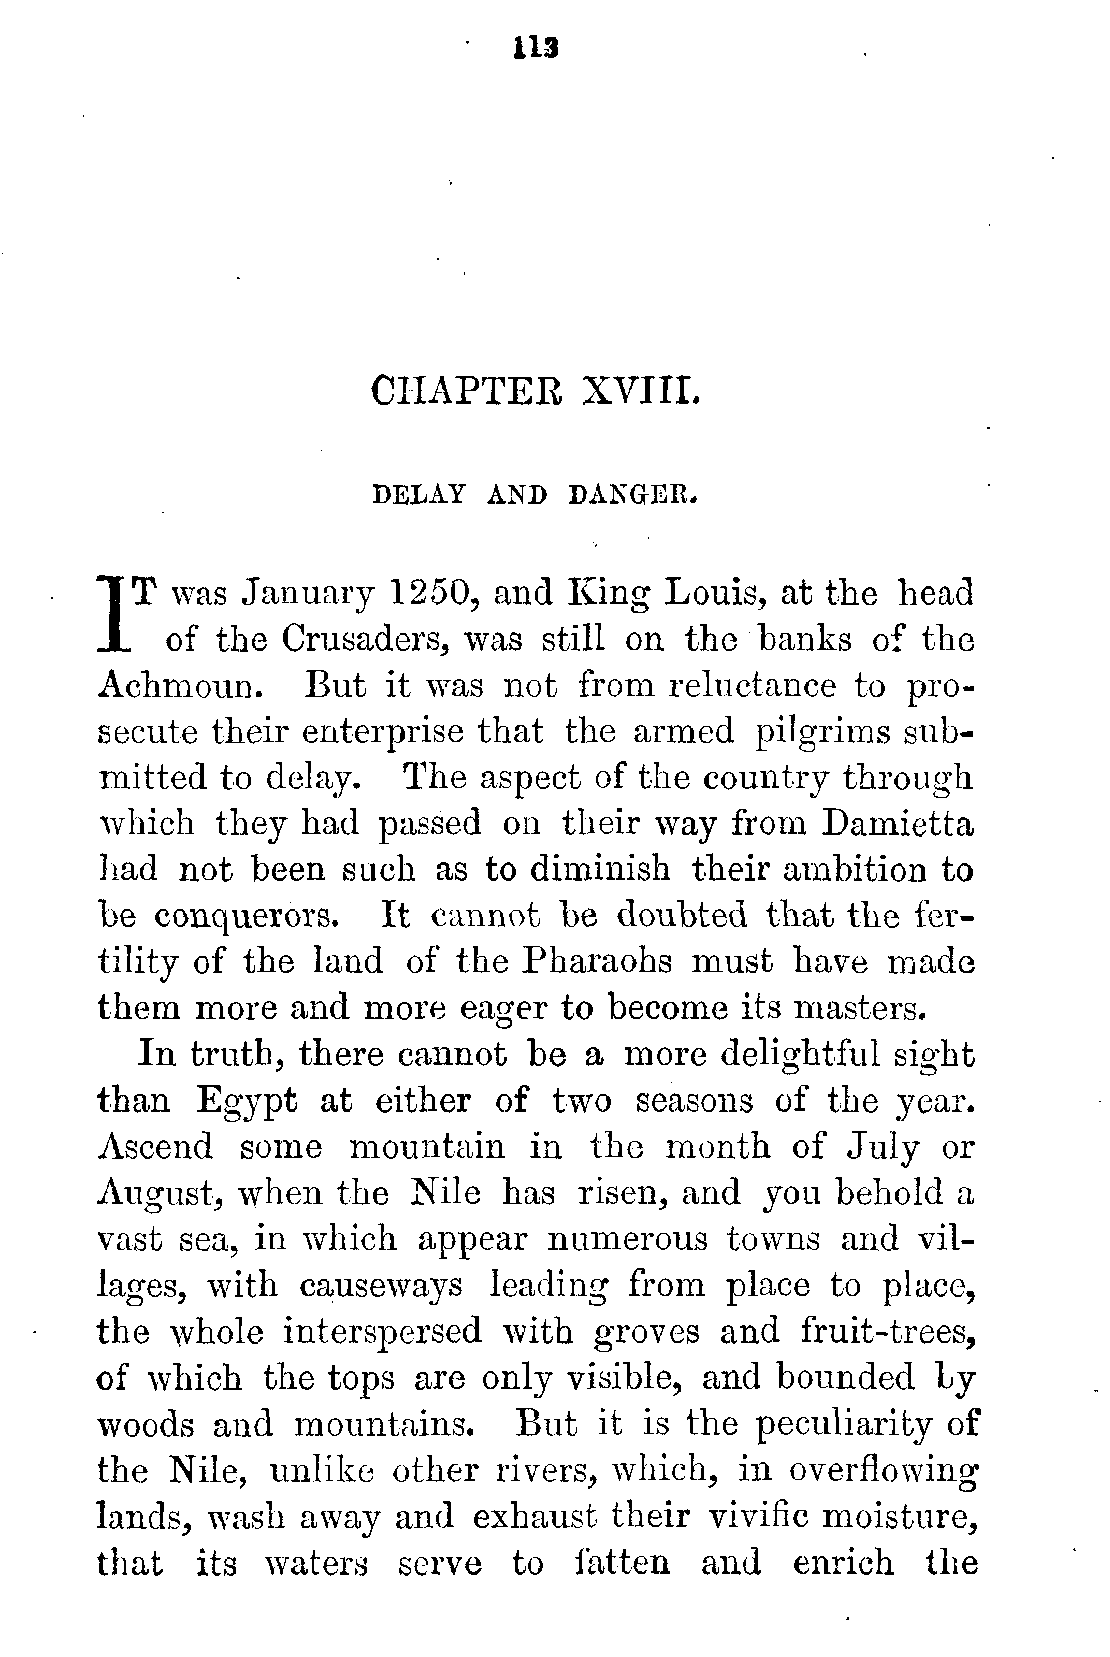 113
CHAPTER XVIII.
DELAY AND DANGER.
IT was January 1250, and King Louis, at the head
of the Crusaders, was still on the banks of the
Achmoun. But it was not from reluctance to pro-
secute their enterprise that the armed pilgrims sub-
mitted to delay. The aspect of the country through
which they had passed on their way from Damietta
had not been such as to diminish their ambition to
be conquerors. It cannot be doubted that the fer-
tility of the land of the Pharaohs must have made
them more and more eager to become its masters.
In truth, there cannot be a more delightful sight
than Egypt at either of two seasons of the year.
Ascend some mountain in the month of July or
August, when the Nile has risen, and you behold a
vast sea, in which appear numerous towns and vil-
lages, with causeways leading from place to place,
the whole interspersed with groves and fruit-trees,
of which the tops are only visible, and bounded by
woods and mountains. But it is the peculiarity of
the Nile, unlike other rivers, which, in overflowing
lands, wash away and exhaust their vivific moisture,
that its waters serve to fatten and enrich the